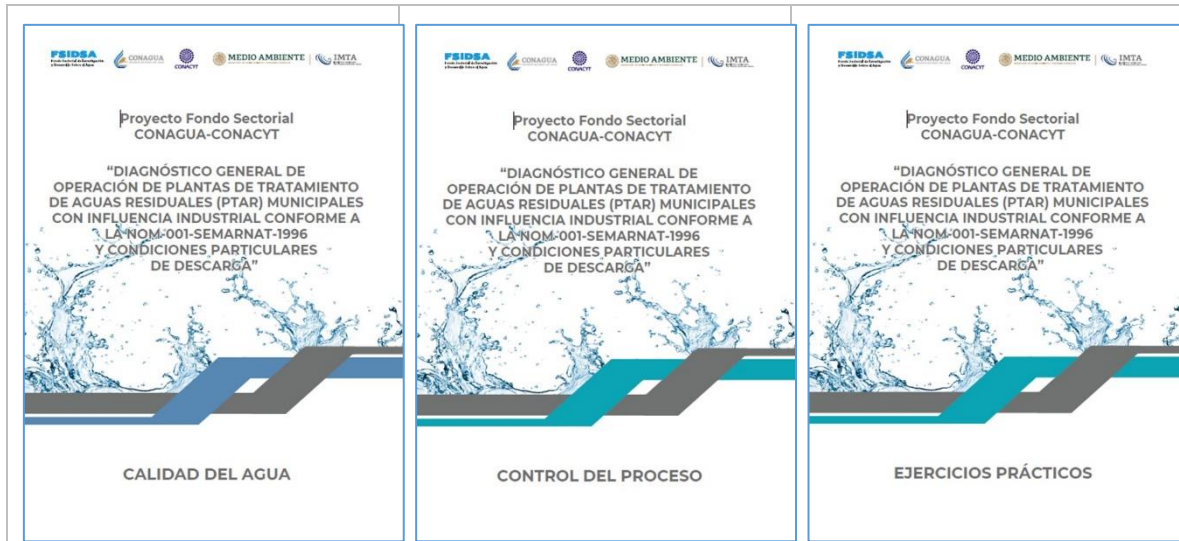 FSIDSA
CONAGUA
CONACYT
MEDIO AMBIENTE
IMTA
Proyecto Fondo Sectorial
CONAGUA-CONACYT
“DIAGNÓSTICO GENERAL DE
OPERACIÓN DE PLANTAS DE TRATAMIENTO
DE AGUAS RESIDUALES (PTAR) MUNICIPALES
CON INFLUENCIA INDUSTRIAL CONFORME A
LA NOM-001-SEMARNAT-1996
Y CONDICIONES PARTICULARES
DE DESCARGA”
CALIDAD DEL AGUA
FSIDSA
CONAGUA
CONACYT
MEDIO AMBIENTE
IMTA
Proyecto Fondo Sectorial
CONAGUA-CONACYT
“DIAGNÓSTICO GENERAL DE
OPERACIÓN DE PLANTAS DE TRATAMIENTO
DE AGUAS RESIDUALES (PTAR) MUNICIPALES
CON INFLUENCIA INDUSTRIAL CONFORME A
LA NOM-001-SEMARNAT-1996
Y CONDICIONES PARTICULARES
DE DESCARGA”
CONTROL DEL PROCESO
FSIDSA
CONAGUA
CONACYT
MEDIO AMBIENTE
IMTA
Proyecto Fondo Sectorial
CONAGUA-CONACYT
“DIAGNÓSTICO GENERAL DE
OPERACIÓN DE PLANTAS DE TRATAMIENTO
DE AGUAS RESIDUALES (PTAR) MUNICIPALES
CON INFLUENCIA INDUSTRIAL CONFORME A
LA NOM-001-SEMARNAT-1996
Y CONDICIONES PARTICULARES
DE DESCARGA”
EJERCICIOS PRÁCTICOS